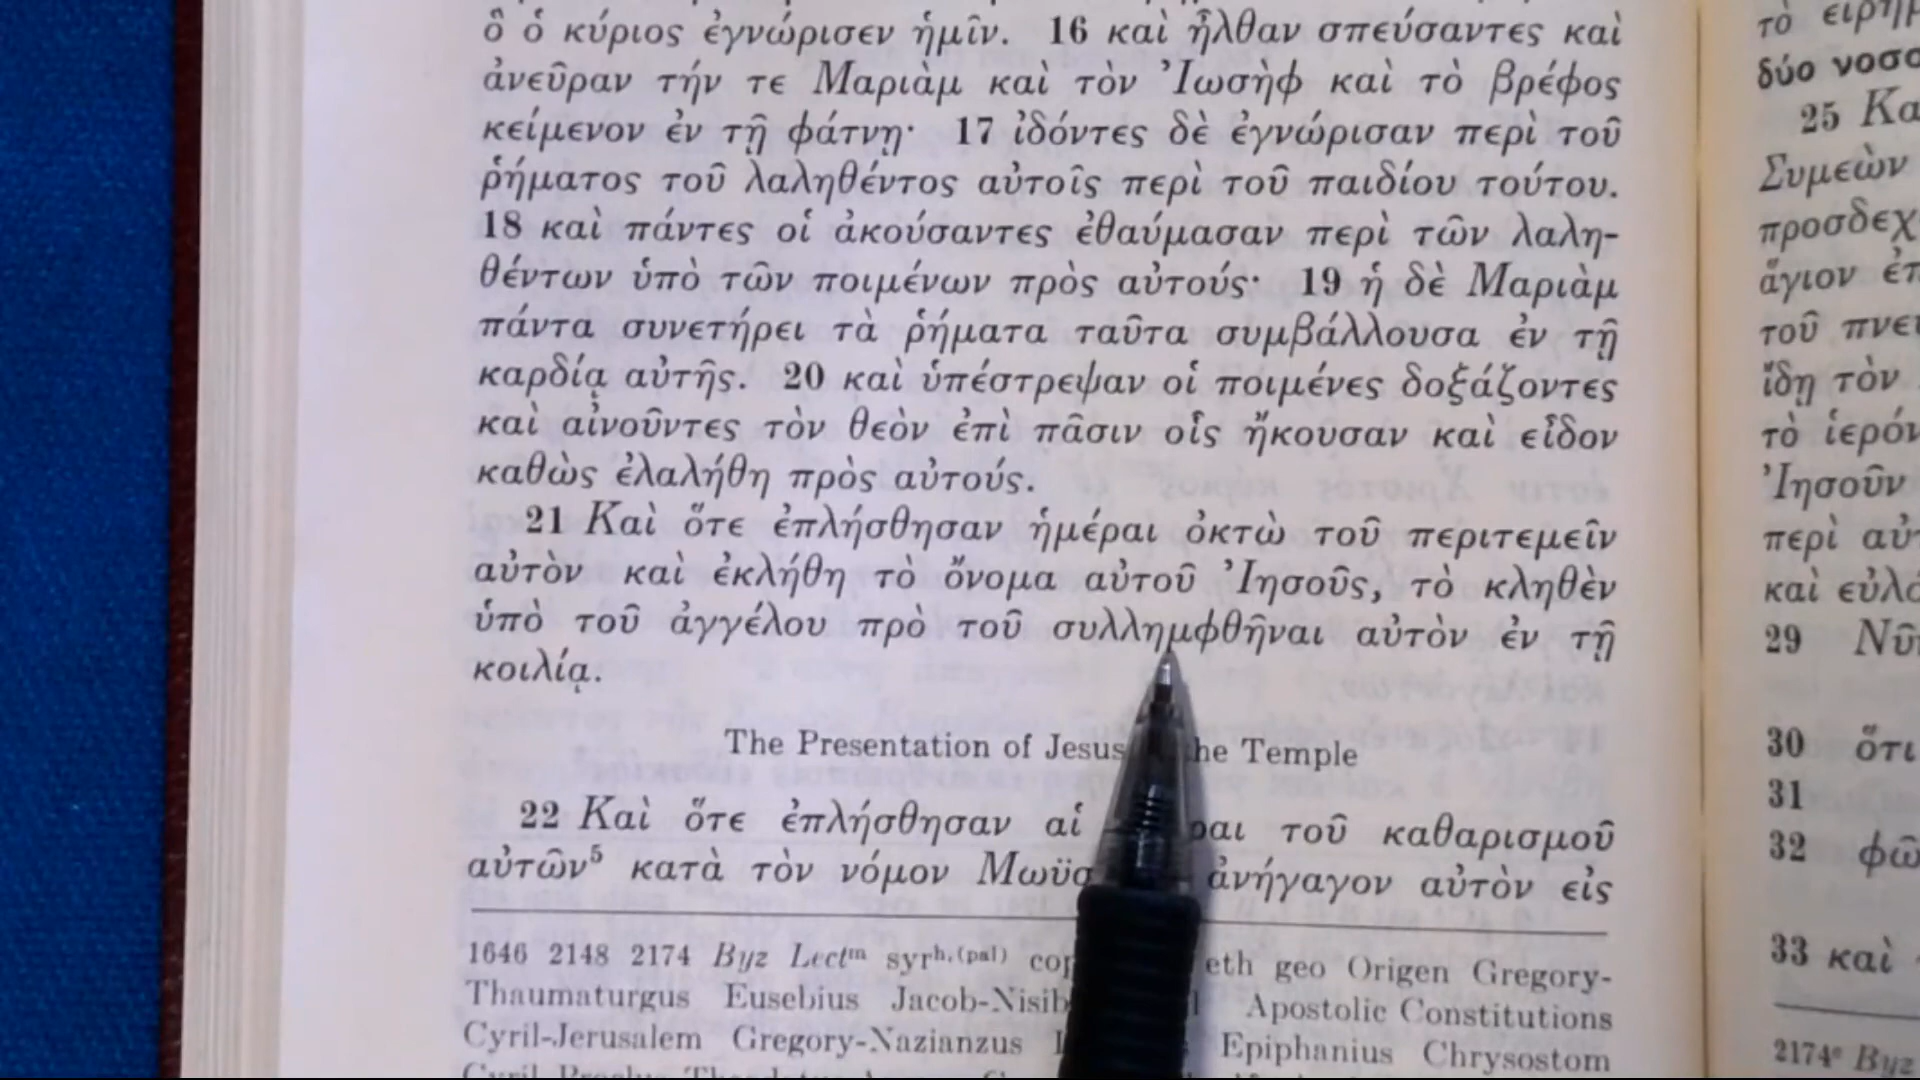 ὃ ὁ κύριος ἐγνώρισεν ἡμῖν. 16 καὶ ἦλθαν σπεύσαντες καὶ
ἀνεῦραν τήν τε Μαριὰμ καὶ τὸν Ἰωσὴφ καὶ τὸ βρέφος
κείμενον ἐν τῇ φάτνῃ· 17 ἰδόντες δὲ ἐγνώρισαν περὶ τοῦ
ῥήματος τοῦ λαληθέντος αὐτοῖς περὶ τοῦ παιδίου τούτου.
18 καὶ πάντες οἱ ἀκούσαντες ἐθαύμασαν περὶ τῶν λαλη-
θέντων ὑπὸ τῶν ποιμένων πρὸς αὐτούς· 19 ἡ δὲ Μαριὰμ
πάντα συνετήρει τὰ ῥήματα ταῦτα συμβάλλουσα ἐν τῇ
καρδίᾳ αὐτῆς. 20 καὶ ὑπέστρεψαν οἱ ποιμένες δοξάζοντες
καὶ αἰνοῦντες τὸν θεὸν ἐπὶ πᾶσιν οἷς ἤκουσαν καὶ εἶδον
καθὼς ἐλαλήθη πρὸς αὐτούς.
21 Καὶ ὅτε ἐπλήσθησαν ἡμέραι ὀκτὼ τοῦ περιτεμεῖν
αὐτὸν καὶ ἐκλήθη τὸ ὄνομα αὐτοῦ Ἰησοῦς, τὸ κληθὲν
ὑπὸ τοῦ ἀγγέλου πρὸ τοῦ συλλημφθῆναι αὐτὸν ἐν τῇ
κοιλίᾳ.
The Presentation of Jesus he Temple
22 Καὶ ὅτε ἐπλήσθησαν αἱ ραι τοῦ καθαρισμοῦ
αὐτῶν⁵ κατὰ τὸν νόμον Μωϋσ ἀνήγαγον αὐτὸν εἰς
1646 2148 2174 Byz Lectᵐ syrʰ,⁽ᵖᵃˡ⁾ cop eth geo Origen Gregory-
Thaumaturgus Eusebius Jacob-Nisib Apostolic Constitutions
Cyril-Jerusalem Gregory-Nazianzus Epiphanius Chrysostom
τὸ
δύο νοσσ
25 Κα
Συμεὼν
προσδεχ
ἅγιον ἐπ
τοῦ πνευ
ἴδῃ τὸν
τὸ ἱερόν
Ἰησοῦν
περὶ αὐτ
καὶ εὐλό
29 Νῦν
30 ὅτι
31
32 φῶ
33 καὶ
2174ᵉ Byz